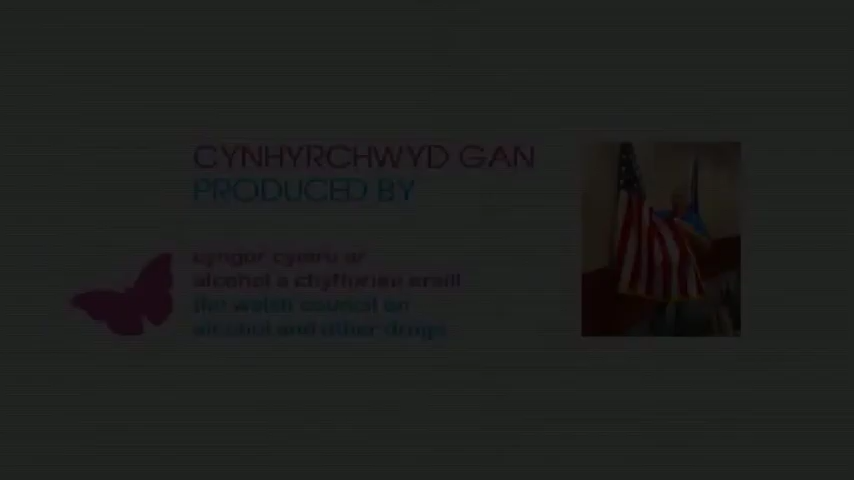 CYNHYRCHWYD GAN
PRODUCED BY
cyngor cymru ar
alcohol a chyffuriau eraill
the welsh council on
alcohol and other drugs